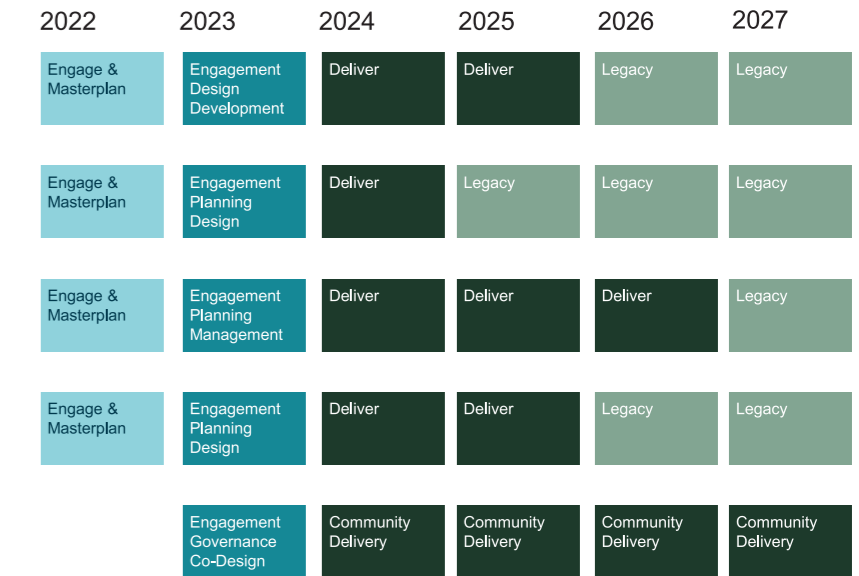 2022 2023 2024 2025 2026 2027
Engage &
Masterplan
Engagement
Design
Development
Deliver
Deliver
Legacy
Legacy
Engage &
Masterplan
Engagement
Planning
Design
Deliver
Legacy
Legacy
Legacy
Engage &
Masterplan
Engagement
Planning
Management
Deliver
Deliver
Deliver
Legacy
Engage &
Masterplan
Engagement
Planning
Design
Deliver
Deliver
Legacy
Legacy
Engagement
Governance
Co-Design
Community
Delivery
Community
Delivery
Community
Delivery
Community
Delivery